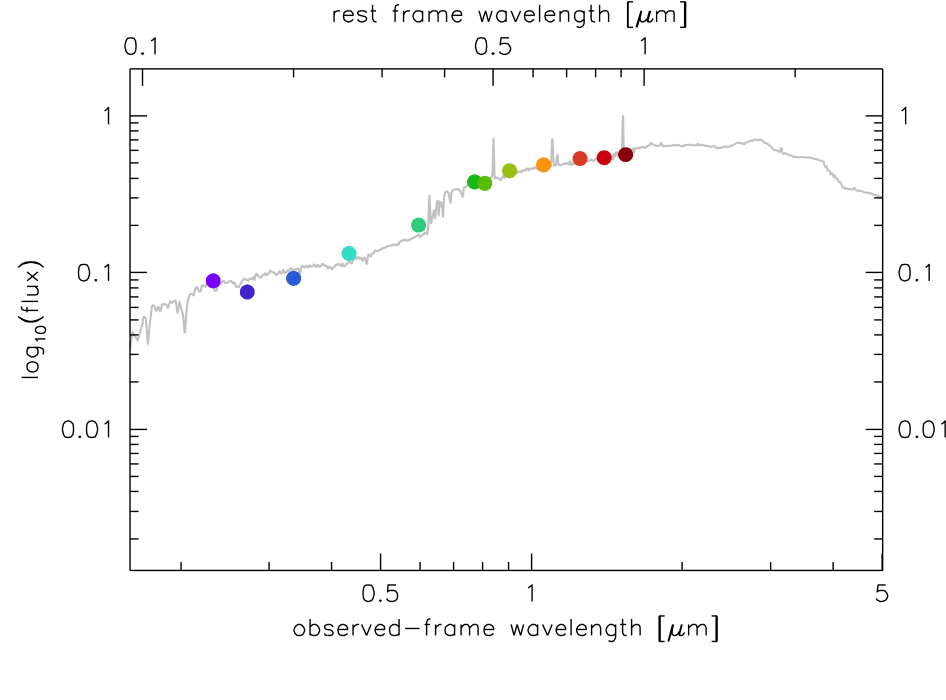 rest frame wavelength [μm]
0.1 0.5 1
1 1
0.1 0.1
0.01 0.01
log10(flux)
0.5 1 5
observed-frame wavelength [μm]